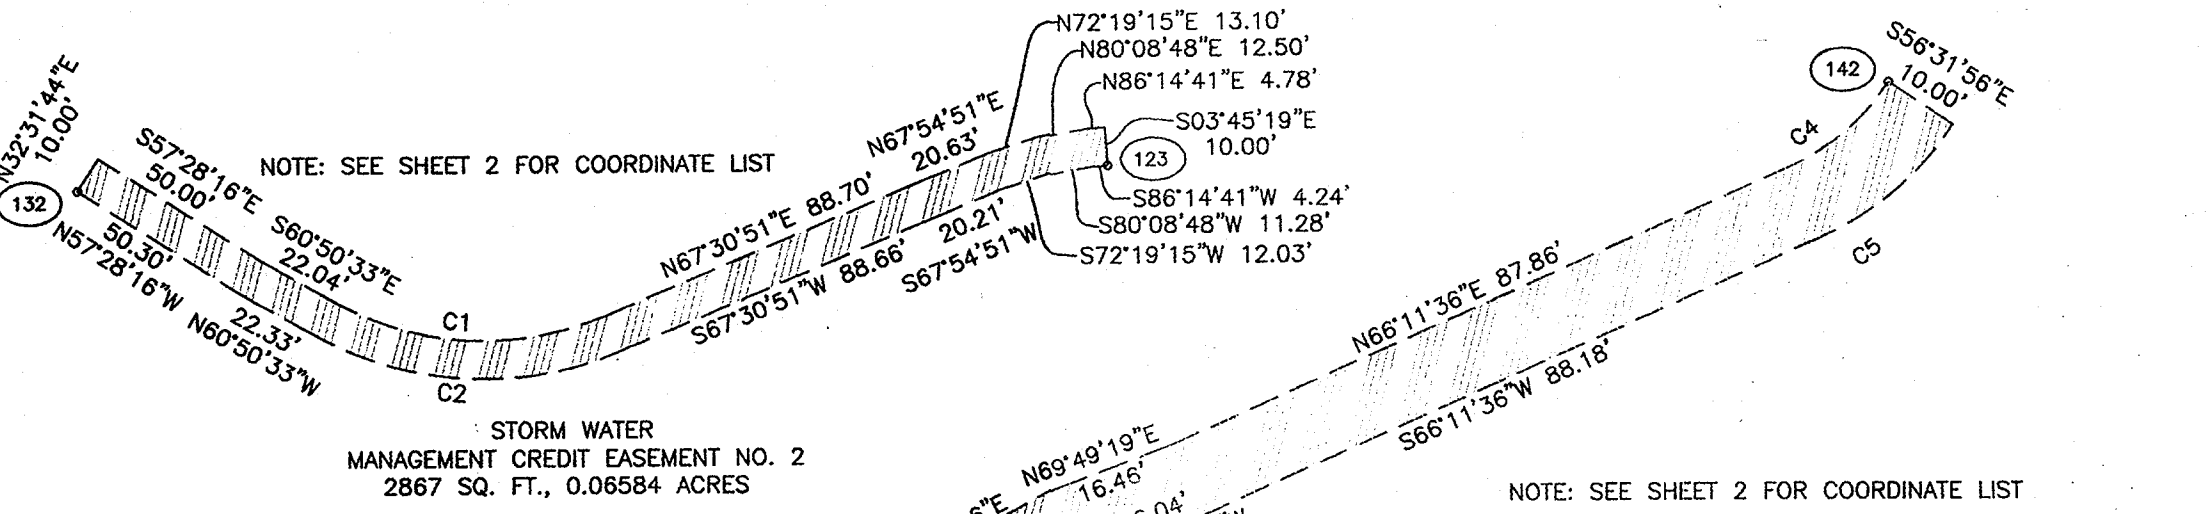 N32°31'44"E
10.00'
132
S57°28'16"E
50.00'
50.30'
N57°28'16"W
NOTE: SEE SHEET 2 FOR COORDINATE LIST
S60°50'33"E
22.04'
22.33'
N60°50'33"W
C1
C2
N67°30'51"E 88.70'
S67°30'51"W 88.66'
N67°54'51"E
20.63'
20.21'
S67°54'51"W
N72°19'15"E 13.10'
N80°08'48"E 12.50'
N86°14'41"E 4.78'
S03°45'19"E
10.00'
123
S86°14'41"W 4.24'
S80°08'48"W 11.28'
S72°19'15"W 12.03'
STORM WATER
MANAGEMENT CREDIT EASEMENT NO. 2
2867 SQ. FT., 0.06584 ACRES
142
S56°31'56"E
10.00'
C4
C5
N66°11'36"E 87.86'
S66°11'36"W 88.18'
N69°49'19"E
16.46'
NOTE: SEE SHEET 2 FOR COORDINATE LIST